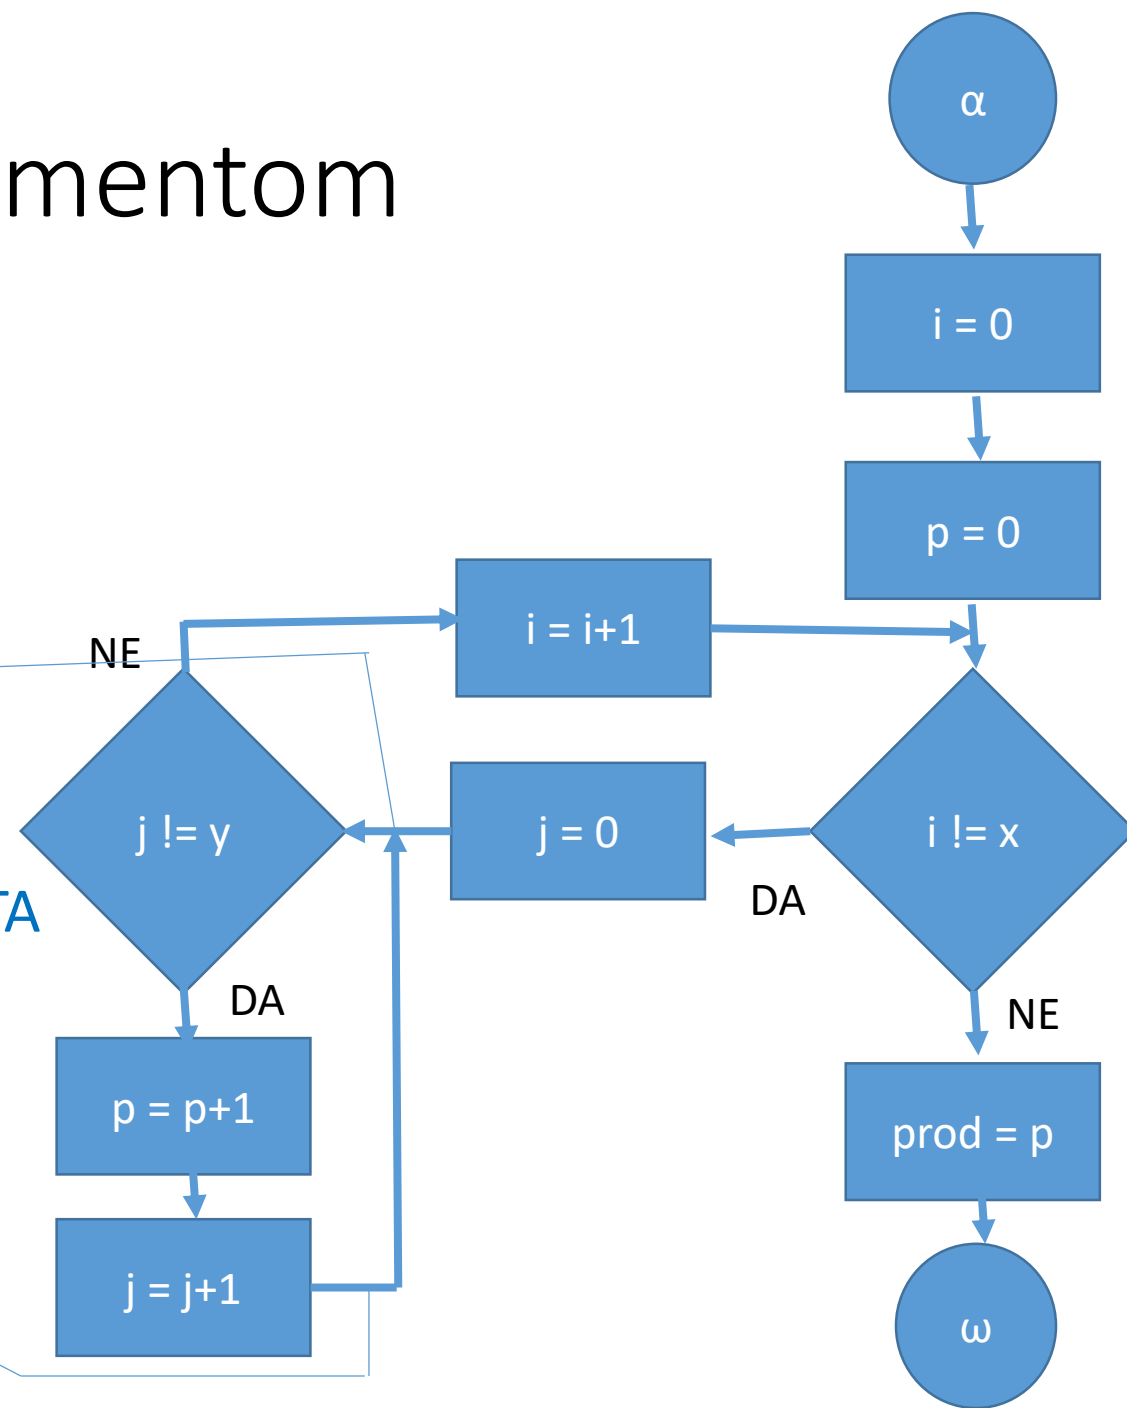 mentom
α
i = 0
p = 0
i = i+1
NE
j != y
j = 0
i != x
TA
DA
DA
NE
p = p+1
prod = p
j = j+1
ω